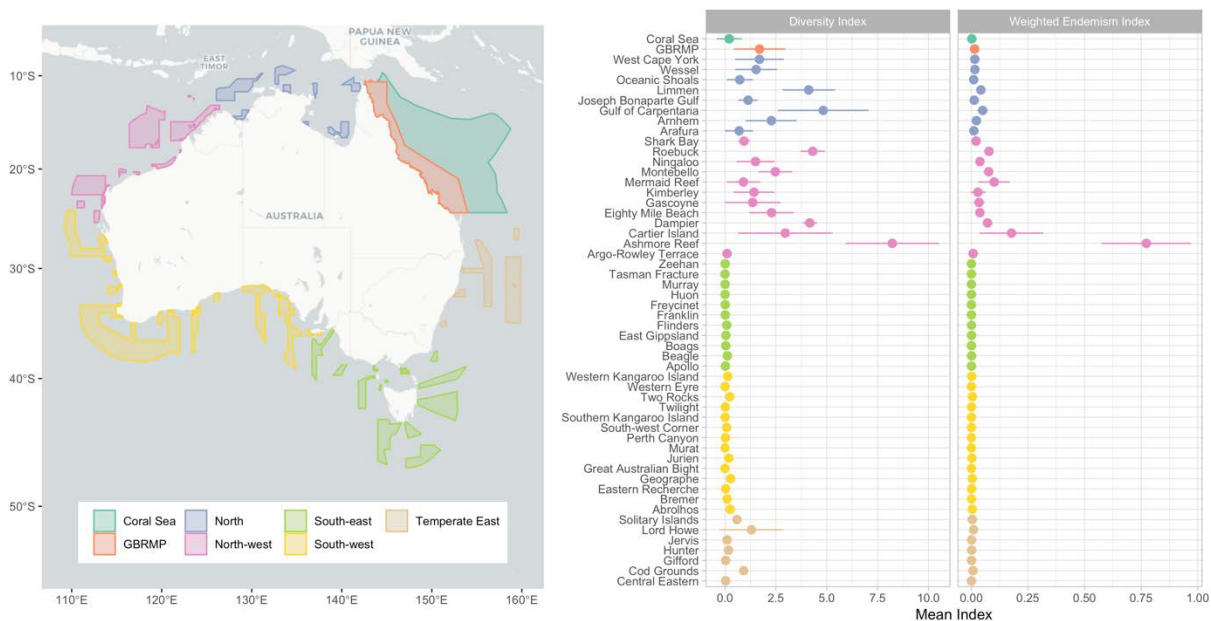 PAPUA NEW
GUINEA
EAST
TIMOR
AUSTRALIA
10°S
20°S
30°S
40°S
50°S
110°E 120°E 130°E 140°E 150°E 160°E
Coral Sea North South-east Temperate East
GBRMP North-west South-west
Diversity Index Weighted Endemism Index
Coral Sea
GBRMP
West Cape York
Wessel
Oceanic Shoals
Limmen
Joseph Bonaparte Gulf
Gulf of Carpentaria
Arnhem
Arafura
Shark Bay
Roebuck
Ningaloo
Montebello
Mermaid Reef
Kimberley
Gascoyne
Eighty Mile Beach
Dampier
Cartier Island
Ashmore Reef
Argo-Rowley Terrace
Zeehan
Tasman Fracture
Murray
Huon
Freycinet
Franklin
Flinders
East Gippsland
Boags
Beagle
Apollo
Western Kangaroo Island
Western Eyre
Two Rocks
Twilight
Southern Kangaroo Island
South-west Corner
Perth Canyon
Murat
Jurien
Great Australian Bight
Geographe
Eastern Recherche
Bremer
Abrolhos
Solitary Islands
Lord Howe
Jervis
Hunter
Gifford
Cod Grounds
Central Eastern
0.0 2.5 5.0 7.5 10.0 0.00 0.25 0.50 0.75 1.00
Mean Index